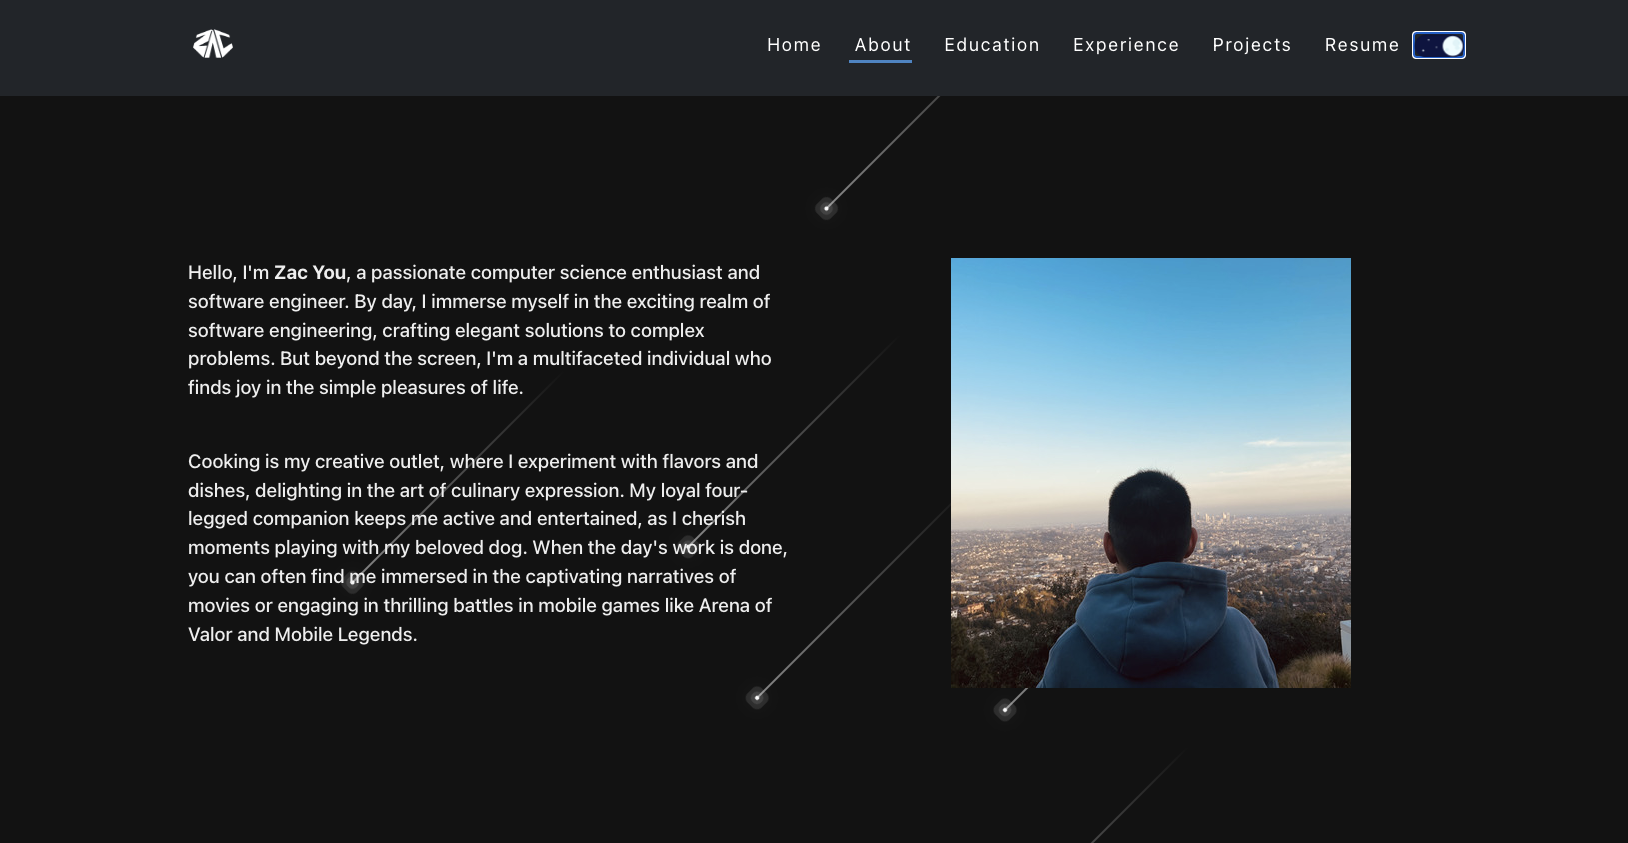 ZAC
Home About Education Experience Projects Resume
Hello, I'm Zac You, a passionate computer science enthusiast and
software engineer. By day, I immerse myself in the exciting realm of
software engineering, crafting elegant solutions to complex
problems. But beyond the screen, I'm a multifaceted individual who
finds joy in the simple pleasures of life.
Cooking is my creative outlet, where I experiment with flavors and
dishes, delighting in the art of culinary expression. My loyal four-
legged companion keeps me active and entertained, as I cherish
moments playing with my beloved dog. When the day's work is done,
you can often find me immersed in the captivating narratives of
movies or engaging in thrilling battles in mobile games like Arena of
Valor and Mobile Legends.